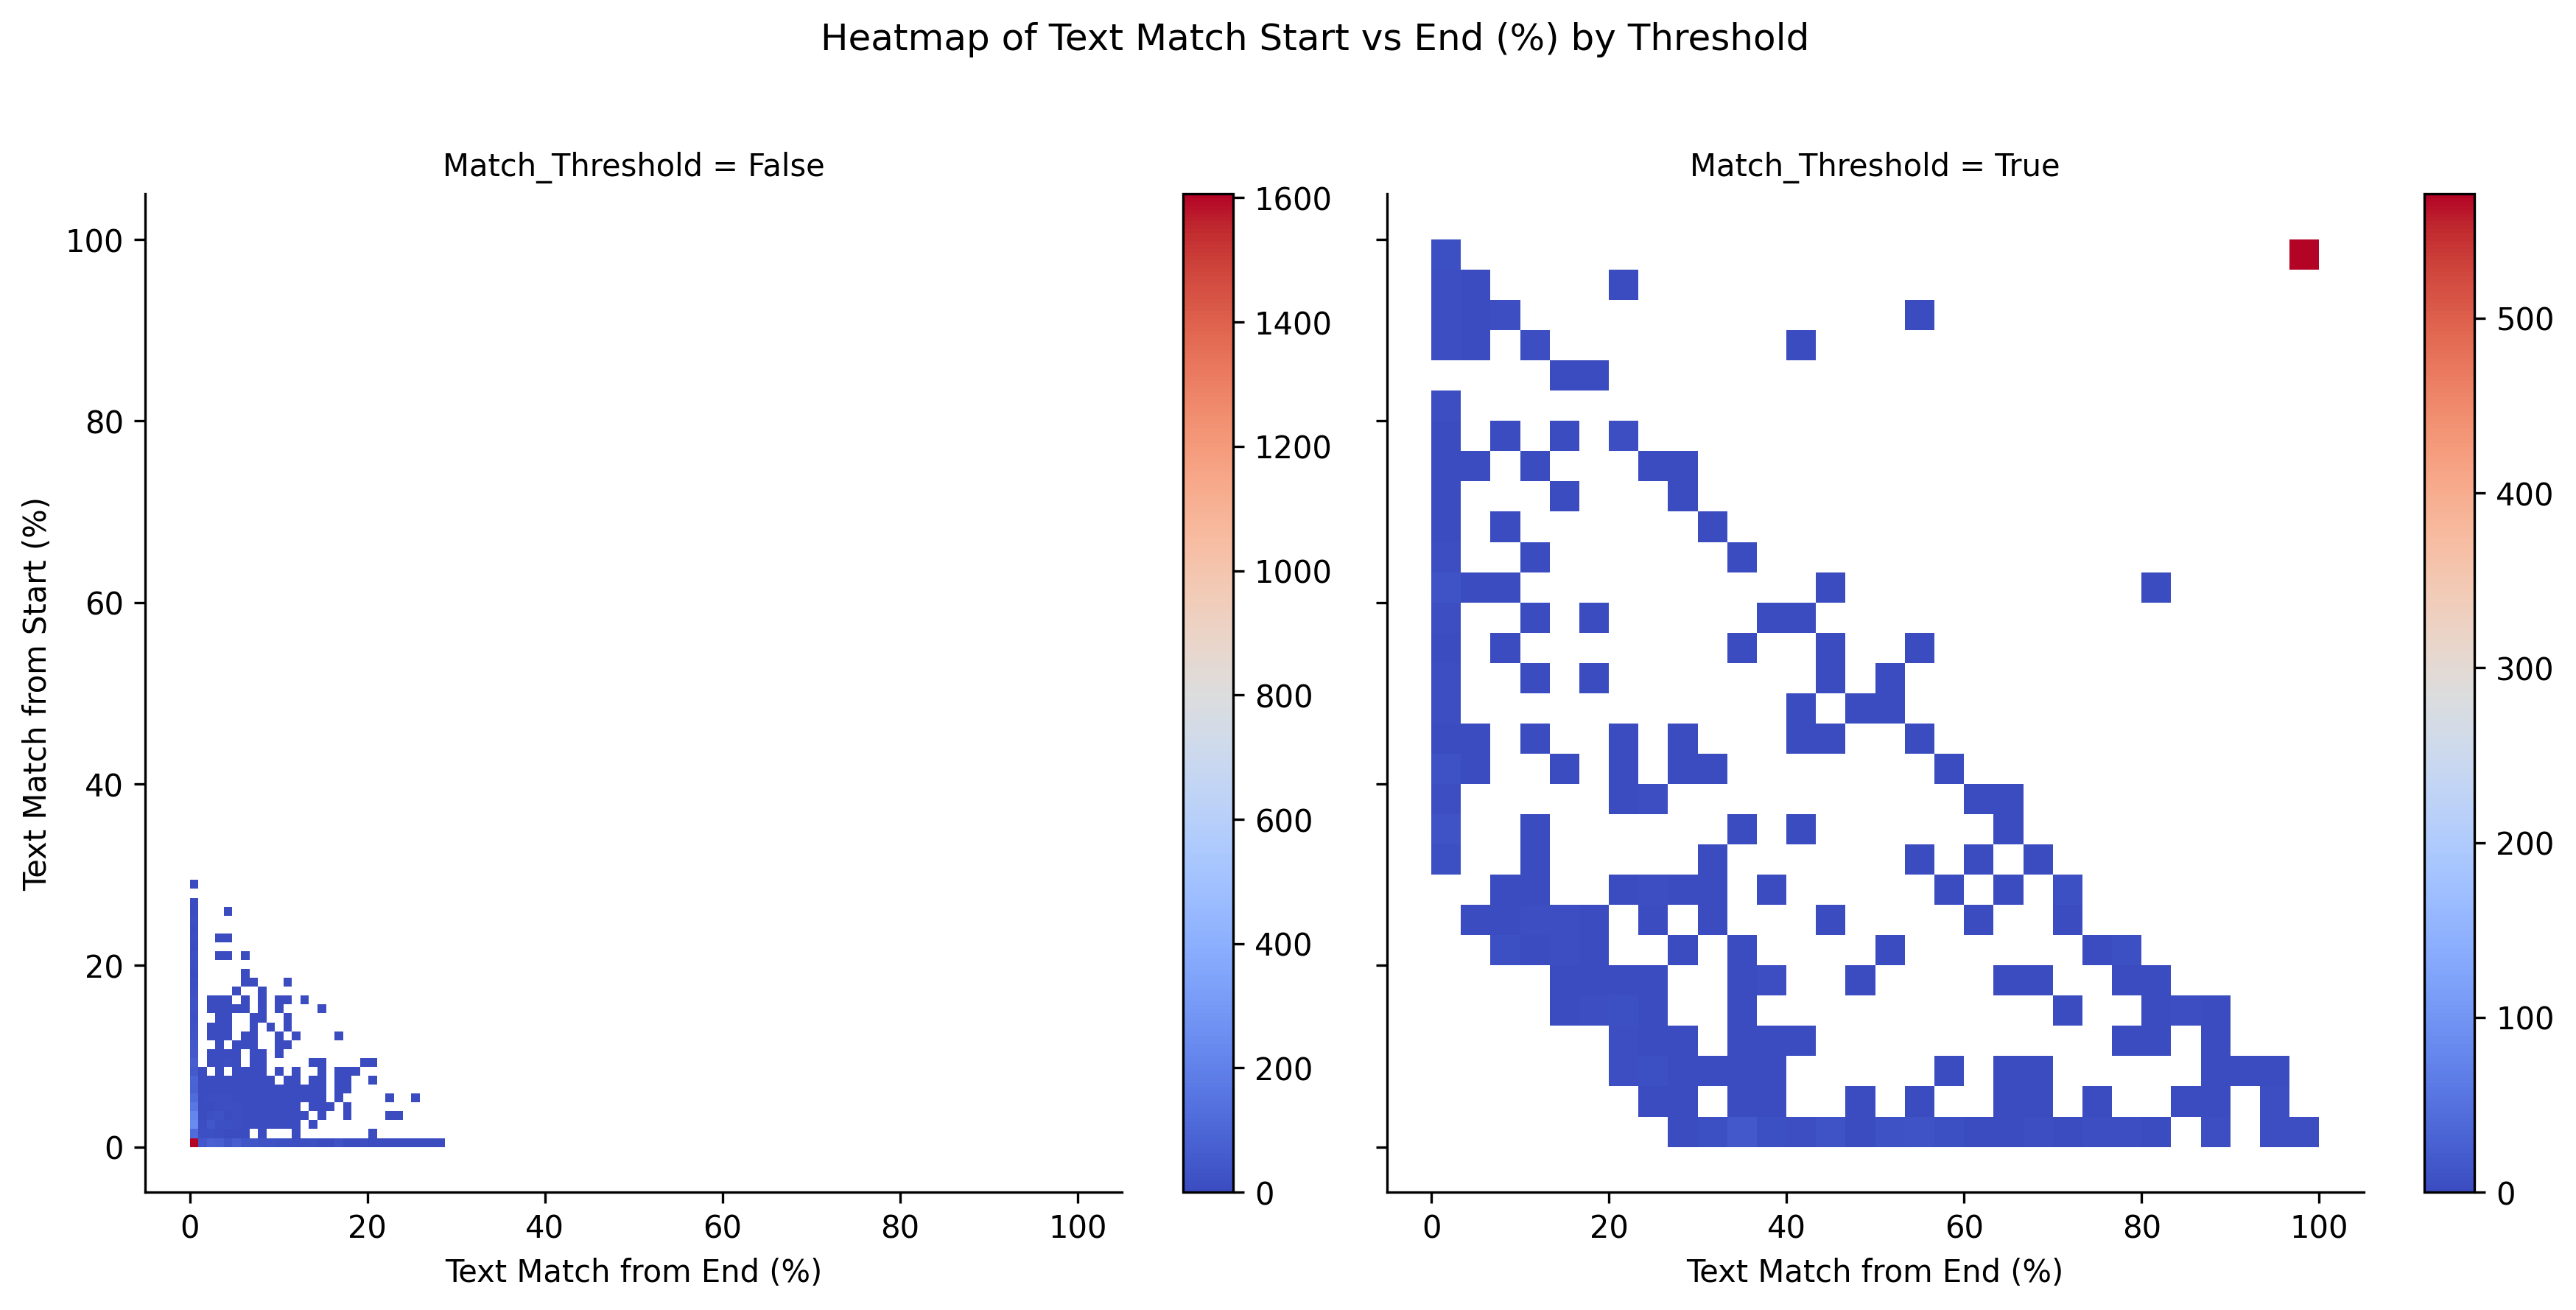 Heatmap of Text Match Start vs End (%) by Threshold
Match_Threshold = False
Match_Threshold = True
Text Match from Start (%)
100
80
60
40
20
0
0 20 40 60 80 100
Text Match from End (%)
1600
1400
1200
1000
800
600
400
200
0
0 20 40 60 80 100
Text Match from End (%)
500
400
300
200
100
0